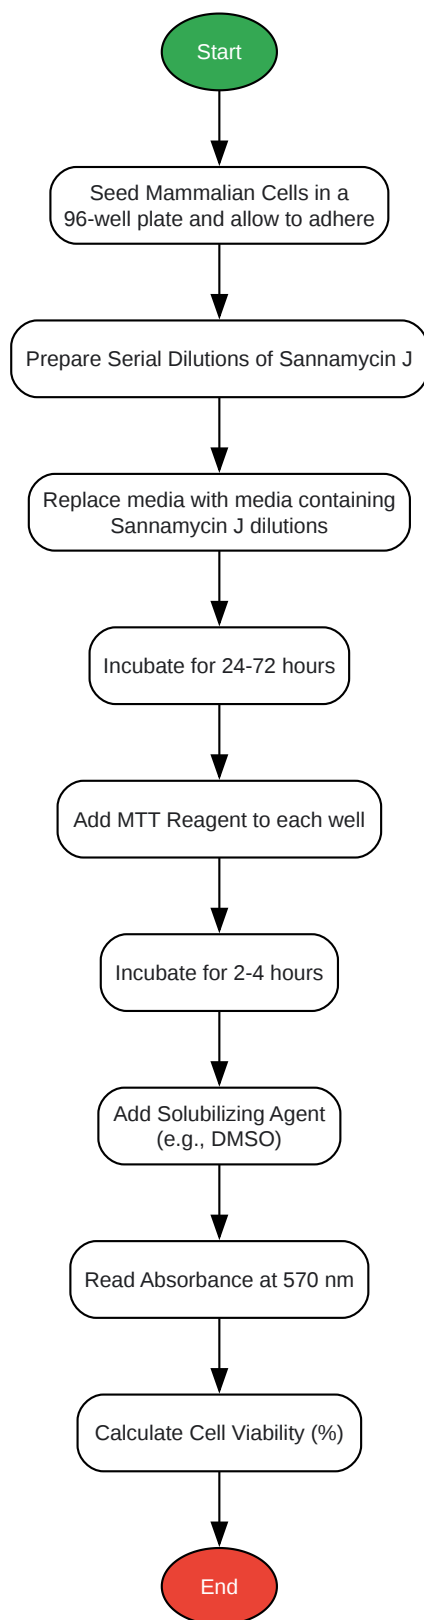 Start
Seed Mammalian Cells in a
96-well plate and allow to adhere
Prepare Serial Dilutions of Sannamycin J
Replace media with media containing
Sannamycin J dilutions
Incubate for 24-72 hours
Add MTT Reagent to each well
Incubate for 2-4 hours
Add Solubilizing Agent
(e.g., DMSO)
Read Absorbance at 570 nm
Calculate Cell Viability (%)
End